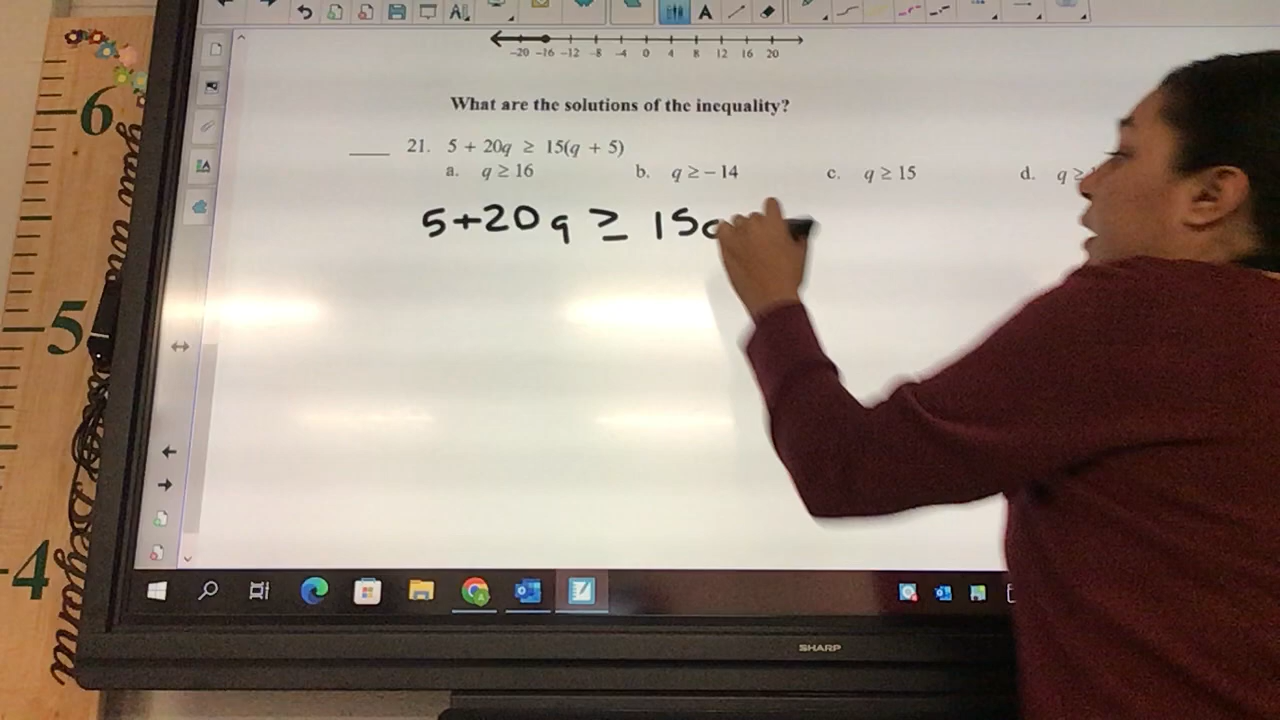 -20 -16 -12 -8 -4 0 4 8 12 16 20
What are the solutions of the inequality?
21. 5 + 20q ≥ 15(q + 5)
a. q ≥ 16 b. q ≥ – 14 c. q ≥ 15 d. q ≥
5+20q ≥ 15
6
5
4
Beyond
SHARP